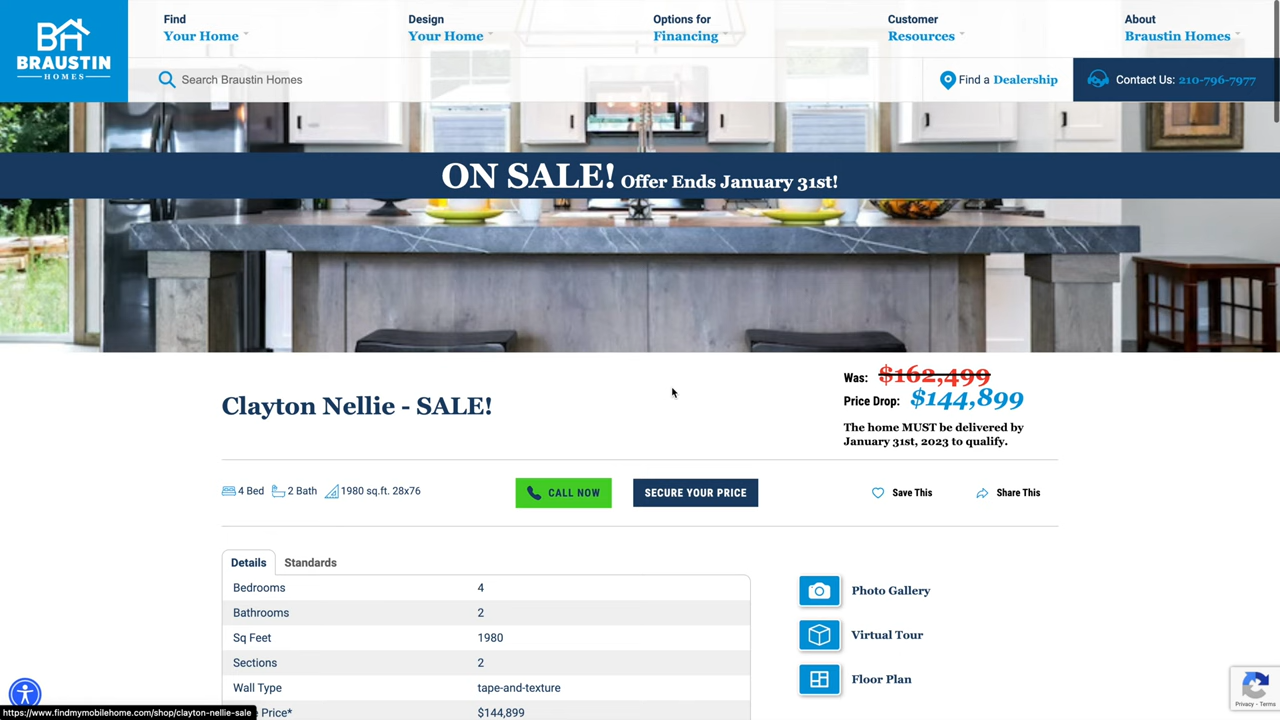 BH
BRAUSTIN
HOMES
Find
Your Home
Design
Your Home
Options for
Financing
Customer
Resources
About
Braustin Homes
Search Braustin Homes
Find a Dealership
Contact Us: 210-796-7977
ON SALE! Offer Ends January 31st!
Clayton Nellie - SALE!
Was: $162,499
Price Drop: $144,899
The home MUST be delivered by
January 31st, 2023 to qualify.
4 Bed 2 Bath 1980 sq.ft. 28x76
CALL NOW
SECURE YOUR PRICE
Save This
Share This
Details Standards
Bedrooms 4
Bathrooms 2
Sq Feet 1980
Sections 2
Wall Type tape-and-texture
Price* $144,899
Photo Gallery
Virtual Tour
Floor Plan
https://www.findmymobilehome.com/shop/clayton-nellie-sale
Privacy - Terms